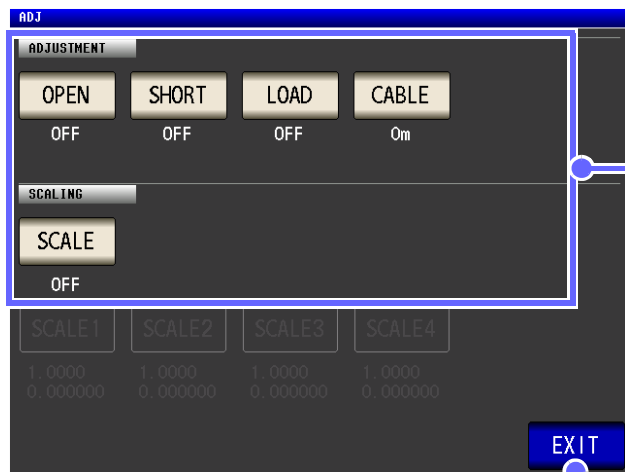 ADJ
ADJUSTMENT
OPEN SHORT LOAD CABLE
OFF OFF OFF 0m
SCALING
SCALE
OFF
SCALE1 SCALE2 SCALE3 SCALE4
1.0000 1.0000 1.0000 1.0000
0.000000 0.000000 0.000000 0.000000
EXIT